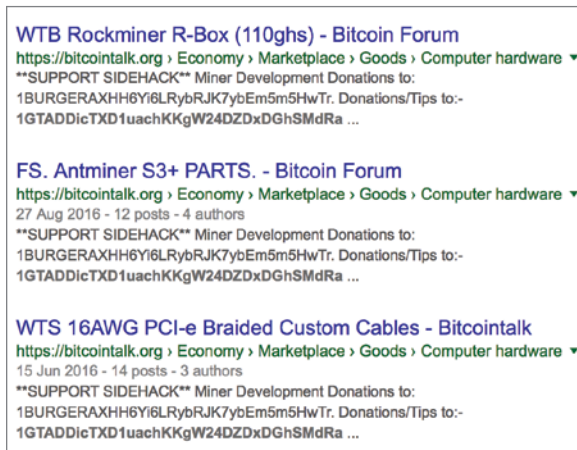 WTB Rockminer R-Box (110ghs) - Bitcoin Forum
https://bitcointalk.org › Economy › Marketplace › Goods › Computer hardware ▼
**SUPPORT SIDEHACK** Miner Development Donations to:
1BURGERAXHH6Yi6LRybRJK7ybEm5m5HwTr. Donations/Tips to:-
1GTADDicTXD1uachKKgW24DZDxDGhSMdRa ...
FS. Antminer S3+ PARTS. - Bitcoin Forum
https://bitcointalk.org › Economy › Marketplace › Goods › Computer hardware ▼
27 Aug 2016 - 12 posts - 4 authors
**SUPPORT SIDEHACK** Miner Development Donations to:
1BURGERAXHH6Yi6LRybRJK7ybEm5m5HwTr. Donations/Tips to:-
1GTADDicTXD1uachKKgW24DZDxDGhSMdRa ...
WTS 16AWG PCI-e Braided Custom Cables - Bitcointalk
https://bitcointalk.org › Economy › Marketplace › Goods › Computer hardware ▼
15 Jun 2016 - 14 posts - 3 authors
**SUPPORT SIDEHACK** Miner Development Donations to:
1BURGERAXHH6Yi6LRybRJK7ybEm5m5HwTr. Donations/Tips to:-
1GTADDicTXD1uachKKgW24DZDxDGhSMdRa ...